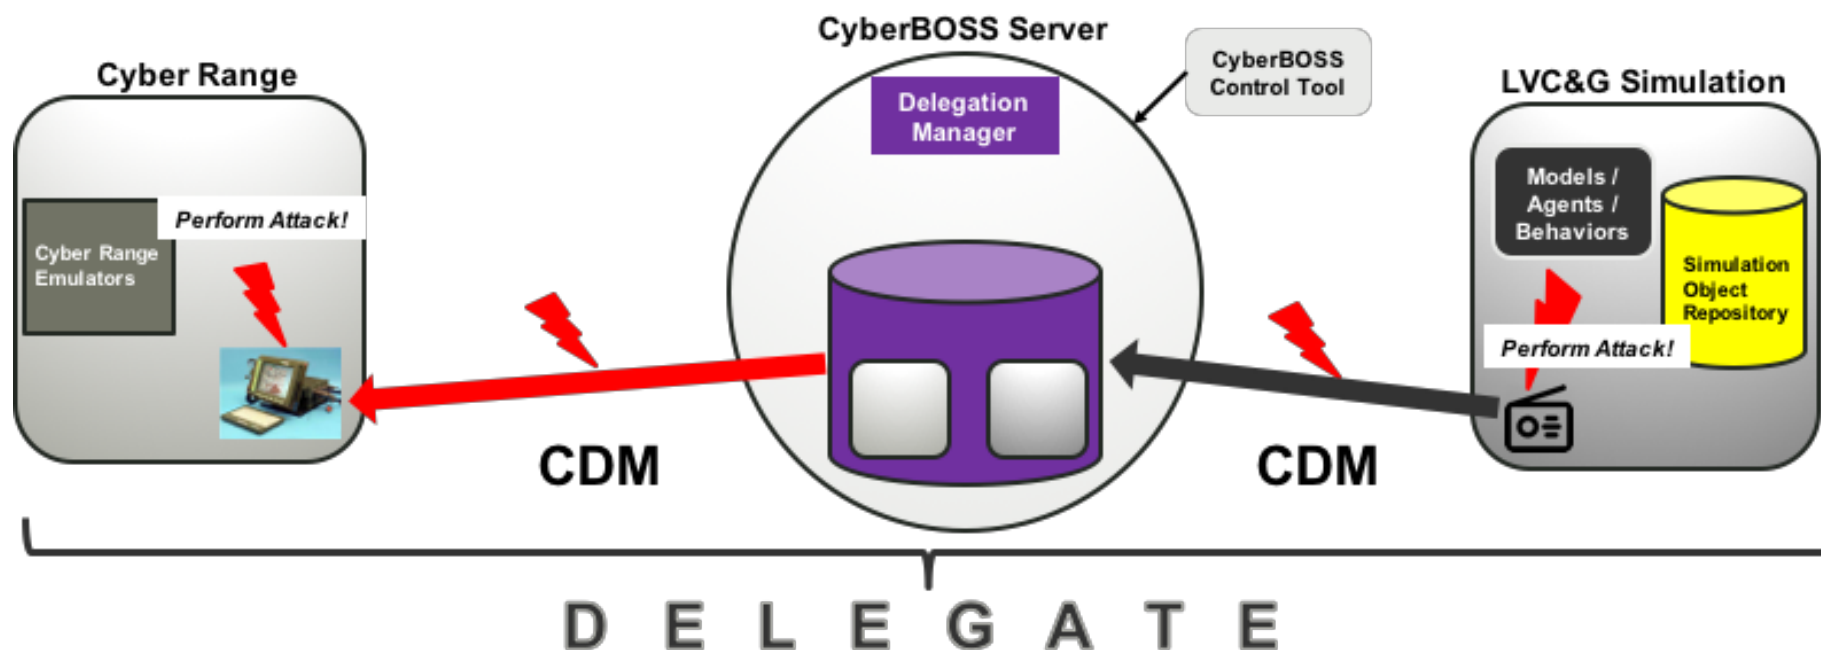 CyberBOSS Server
Cyber Range
CyberBOSS
Control Tool
LVC&G Simulation
Delegation
Manager
Models /
Agents /
Behaviors
Perform Attack!
Cyber Range
Emulators
Simulation
Object
Repository
Perform Attack!
CDM
CDM
D E L E G A T E